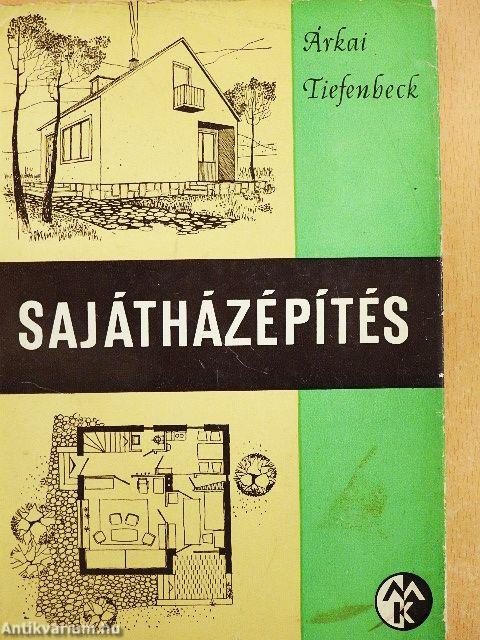 Árkai
Tiefenbeck
SAJÁTHÁZÉPÍTÉS
MK
Antikvarium.hu